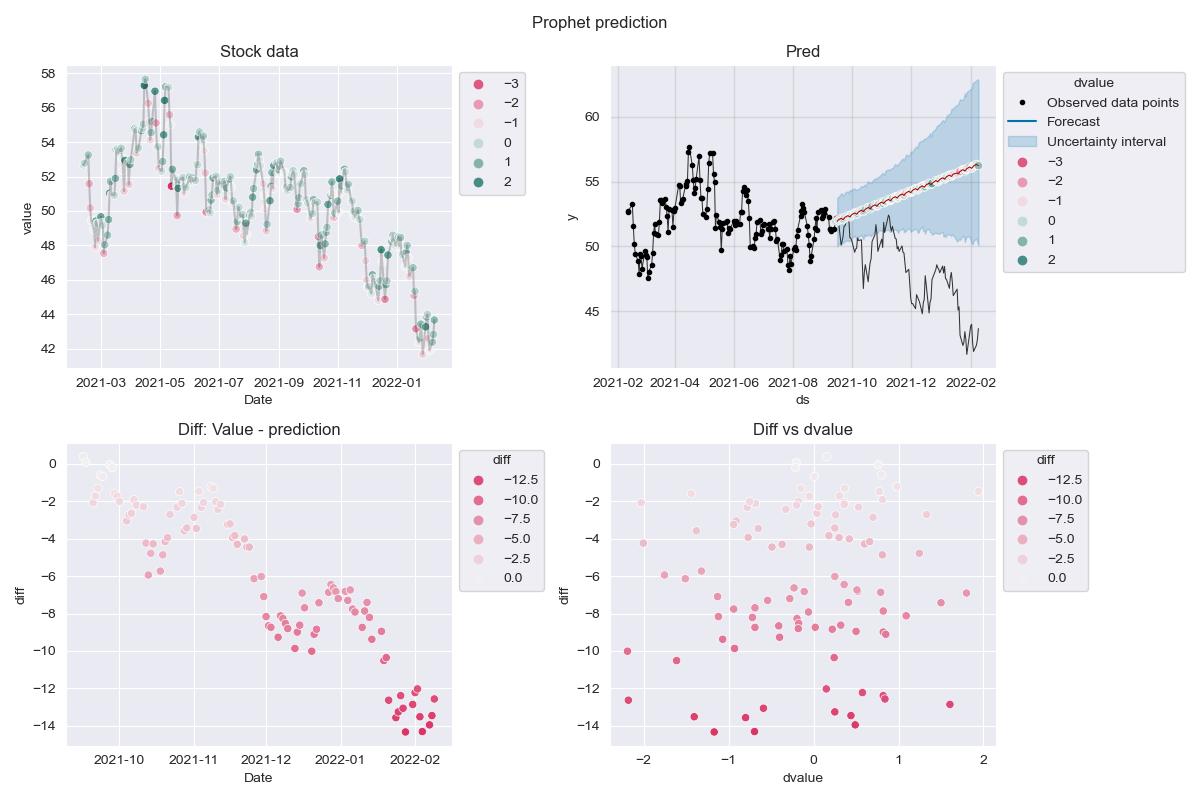 Prophet prediction
Stock data
58
56
54
52
50
48
46
44
42
value
2021-03 2021-05 2021-07 2021-09 2021-11 2022-01
Date
−3
−2
−1
0
1
2
Pred
60
55
50
45
y
2021-02 2021-04 2021-06 2021-08 2021-10 2021-12 2022-02
ds
dvalue
Observed data points
Forecast
Uncertainty interval
−3
−2
−1
0
1
2
Diff: Value - prediction
0
−2
−4
−6
−8
−10
−12
−14
diff
2021-10 2021-11 2021-12 2022-01 2022-02
Date
diff
−12.5
−10.0
−7.5
−5.0
−2.5
0.0
Diff vs dvalue
0
−2
−4
−6
−8
−10
−12
−14
diff
−2 −1 0 1 2
dvalue
diff
−12.5
−10.0
−7.5
−5.0
−2.5
0.0